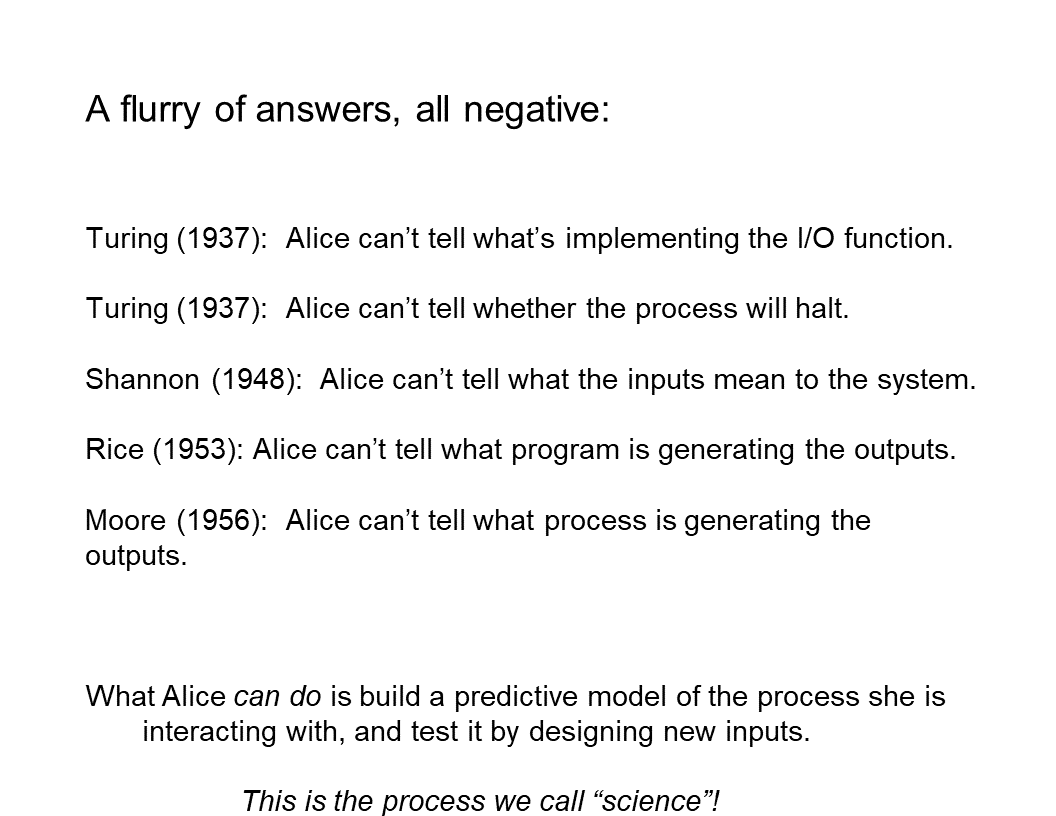 A flurry of answers, all negative:
Turing (1937):  Alice can’t tell what’s implementing the I/O function.
Turing (1937):  Alice can’t tell whether the process will halt.
Shannon (1948):  Alice can’t tell what the inputs mean to the system.
Rice (1953): Alice can’t tell what program is generating the outputs.
Moore (1956):  Alice can’t tell what process is generating the
outputs.
What Alice can do is build a predictive model of the process she is
interacting with, and test it by designing new inputs.
This is the process we call “science”!